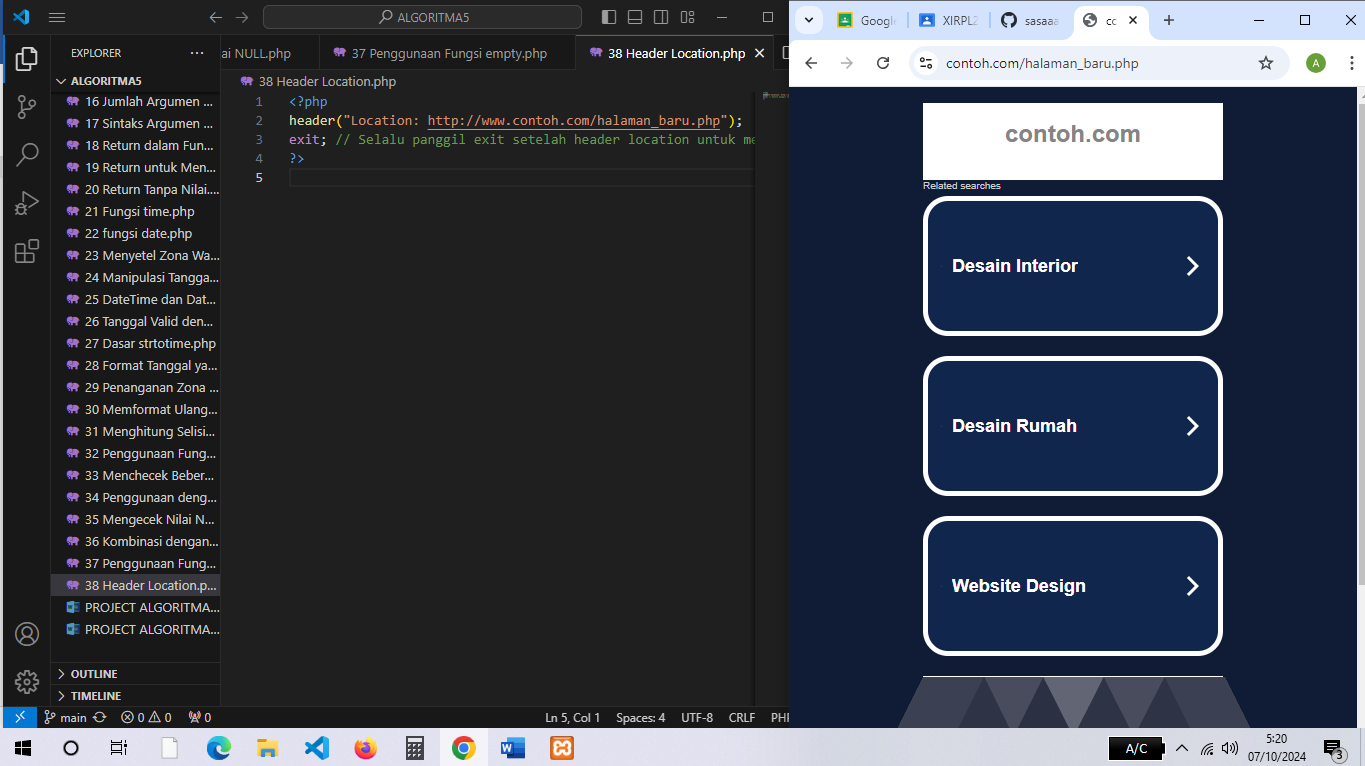 ALGORITMA5
EXPLORER
ALGORITMA5
16 Jumlah Argumen ...
17 Sintaks Argumen ...
18 Return dalam Fun...
19 Return untuk Men...
20 Return Tanpa Nilai....
21 Fungsi time.php
22 fungsi date.php
23 Menyetel Zona Wa...
24 Manipulasi Tangga...
25 DateTime dan Dat...
26 Tanggal Valid den...
27 Dasar strtotime.php
28 Format Tanggal ya...
29 Penanganan Zona ...
30 Memformat Ulang...
31 Menghitung Selisi...
32 Penggunaan Fung...
33 Menchecek Beber...
34 Penggunaan deng...
35 Mengecek Nilai N...
36 Kombinasi dengan...
37 Penggunaan Fung...
38 Header Location.p...
PROJECT ALGORITMA...
PROJECT ALGORITMA...
OUTLINE
TIMELINE
ai NULL.php
37 Penggunaan Fungsi empty.php
38 Header Location.php
38 Header Location.php
1 <?php
2 header("Location: http://www.contoh.com/halaman_baru.php");
3 exit; // Selalu panggil exit setelah header location untuk me
4 ?>
5
main
0 0
0
Ln 5, Col 1
Spaces: 4
UTF-8
CRLF
PHP
Google
XIRPL2
sasaaa
cc
contoh.com/halaman_baru.php
A
contoh.com
Related searches
Desain Interior
Desain Rumah
Website Design
A/C
5:20
07/10/2024
3